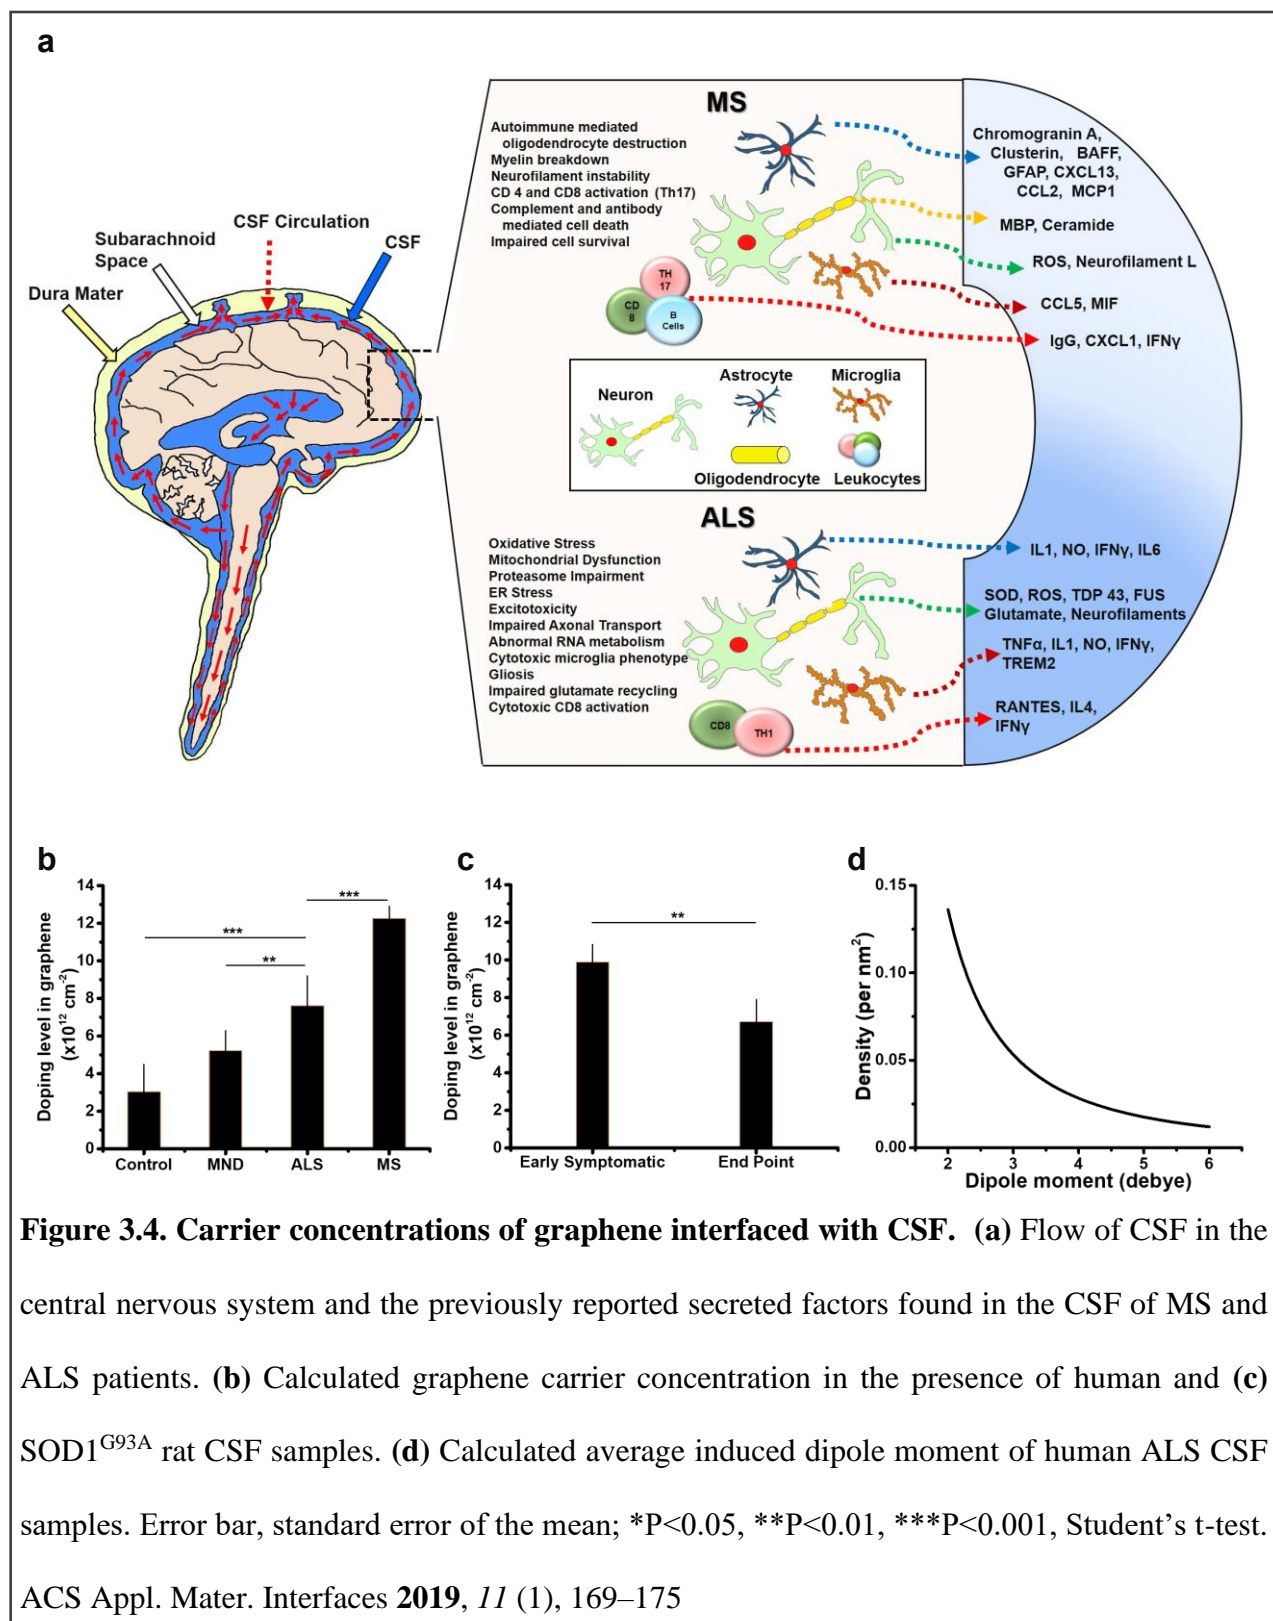 a
MS
Autoimmune mediated
oligodendrocyte destruction
Myelin breakdown
Neurofilament instability
CD 4 and CD8 activation (Th17)
Complement and antibody
mediated cell death
Impaired cell survival
Chromogranin A,
Clusterin, BAFF,
GFAP, CXCL13,
CCL2, MCP1
MBP, Ceramide
ROS, Neurofilament L
CCL5, MIF
IgG, CXCL1, IFNγ
TH
17
CD
8
B
Cells
CSF Circulation
Subarachnoid
Space
CSF
Dura Mater
Astrocyte
Microglia
Neuron
Oligodendrocyte
Leukocytes
ALS
Oxidative Stress
Mitochondrial Dysfunction
Proteasome Impairment
ER Stress
Excitotoxicity
Impaired Axonal Transport
Abnormal RNA metabolism
Cytotoxic microglia phenotype
Gliosis
Impaired glutamate recycling
Cytotoxic CD8 activation
IL1, NO, IFNγ, IL6
SOD, ROS, TDP 43, FUS
Glutamate, Neurofilaments
TNFα, IL1, NO, IFNγ,
TREM2
RANTES, IL4,
IFNγ
CD8
TH1
b
Doping level in graphene
(x10¹² cm⁻²)
14
12
10
8
6
4
2
0
***
***
**
Control
MND
ALS
MS
c
Doping level in graphene
(x10¹² cm⁻²)
14
12
10
8
6
4
2
0
**
Early Symptomatic
End Point
d
Density (per nm²)
0.15
0.10
0.05
0.00
2
3
4
5
6
Dipole moment (debye)
Figure 3.4. Carrier concentrations of graphene interfaced with CSF. (a) Flow of CSF in the
central nervous system and the previously reported secreted factors found in the CSF of MS and
ALS patients. (b) Calculated graphene carrier concentration in the presence of human and (c)
SOD1ᴳ⁹³ᴬ rat CSF samples. (d) Calculated average induced dipole moment of human ALS CSF
samples. Error bar, standard error of the mean; *P<0.05, **P<0.01, ***P<0.001, Student’s t-test.
ACS Appl. Mater. Interfaces 2019, 11 (1), 169–175